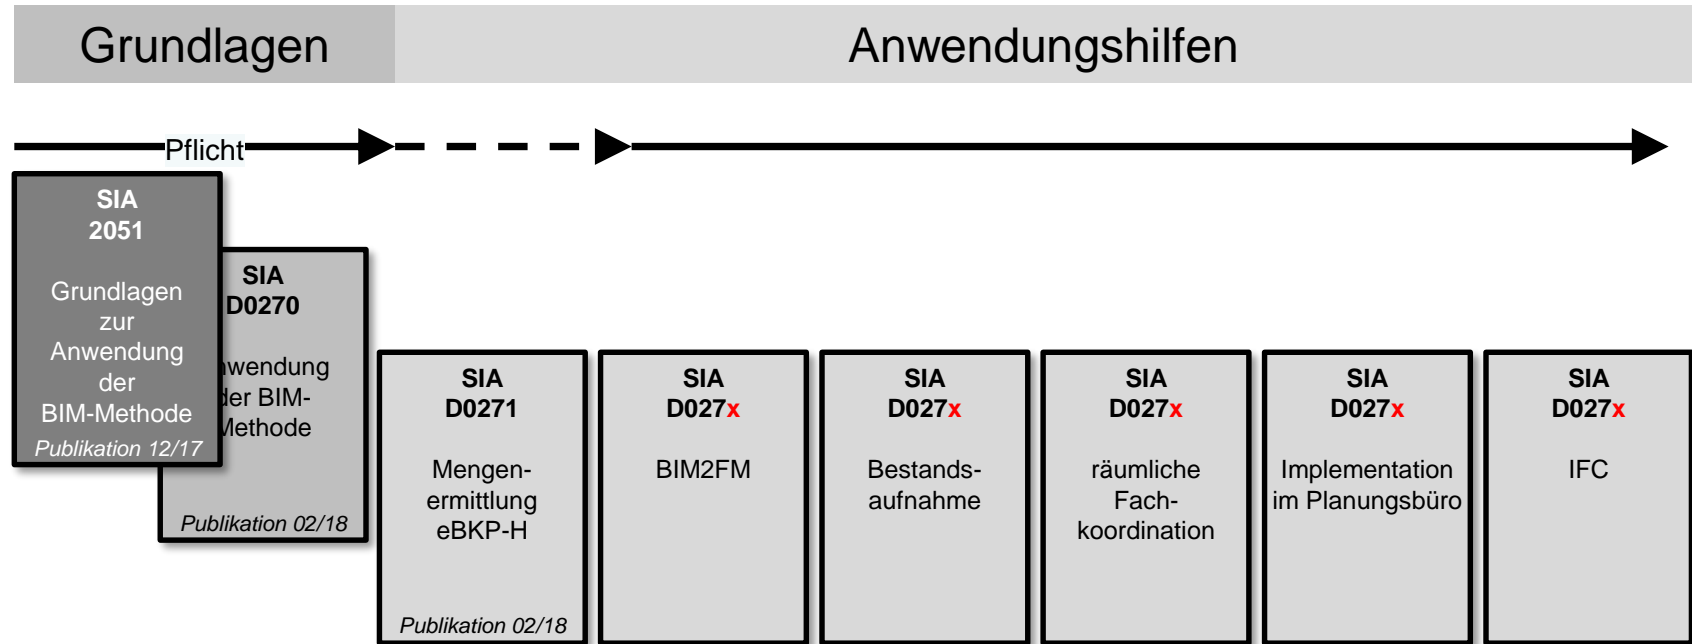 Grundlagen
Anwendungshilfen
Pflicht
SIA
2051
Grundlagen
zur
Anwendung
der
BIM-Methode
Publikation 12/17
SIA
D0270
nwendung
der BIM-
Methode
Publikation 02/18
SIA
D0271
Mengen-
ermittlung
eBKP-H
Publikation 02/18
SIA
D027x
BIM2FM
SIA
D027x
Bestands-
aufnahme
SIA
D027x
räumliche
Fach-
koordination
SIA
D027x
Implementation
im Planungsbüro
SIA
D027x
IFC